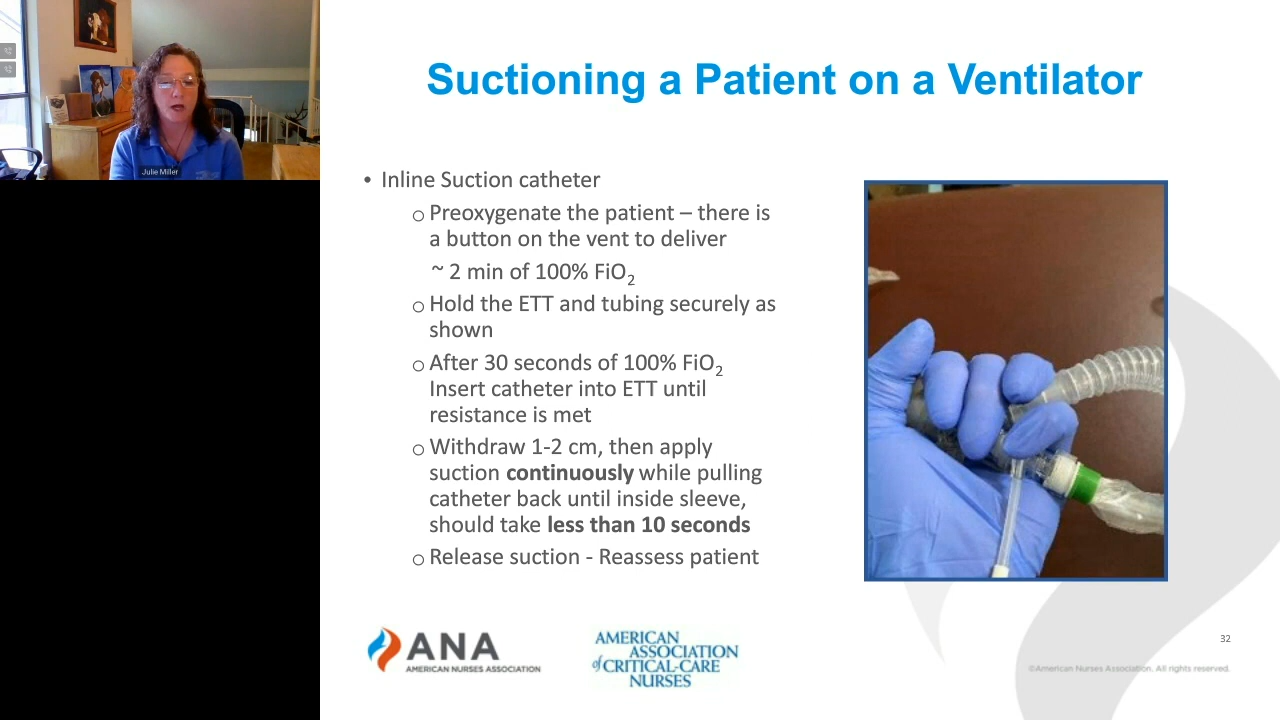 Julie Miller
Suctioning a Patient on a Ventilator
• Inline Suction catheter
o Preoxygenate the patient – there is
a button on the vent to deliver
~ 2 min of 100% FiO2
o Hold the ETT and tubing securely as
shown
o After 30 seconds of 100% FiO2
Insert catheter into ETT until
resistance is met
o Withdraw 1-2 cm, then apply
suction continuously while pulling
catheter back until inside sleeve,
should take less than 10 seconds
o Release suction - Reassess patient
ANA
AMERICAN NURSES ASSOCIATION
AMERICAN
ASSOCIATION
of CRITICAL-CARE
NURSES
32
©American Nurses Association. All rights reserved.